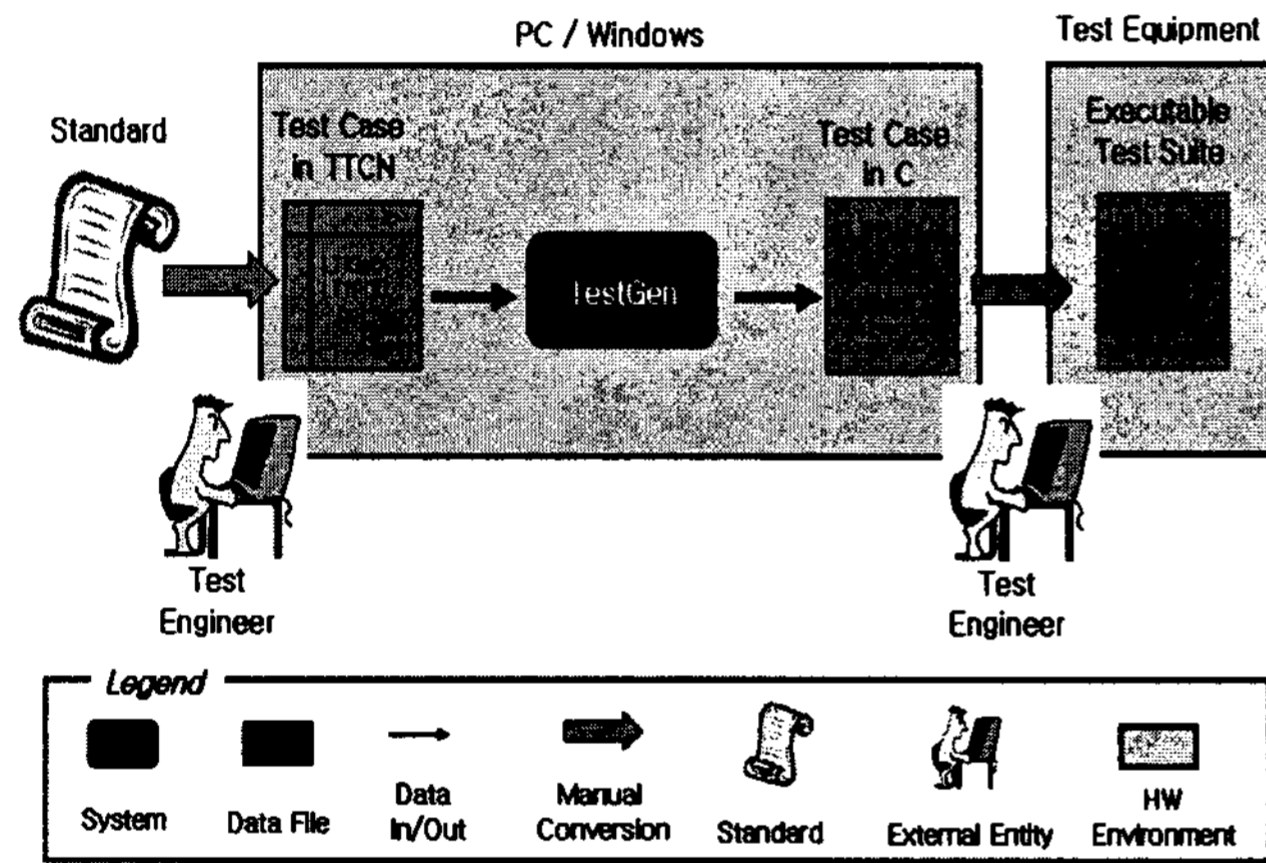 PC / Windows
Test Equipment
Standard
Test Case
in TTCN
Test Case
in C
Executable
Test Suite
TestGen
Test
Engineer
Test
Engineer
Legend
System
Data File
Data
In/Out
Manual
Conversion
Standard
External Entity
HW
Environment